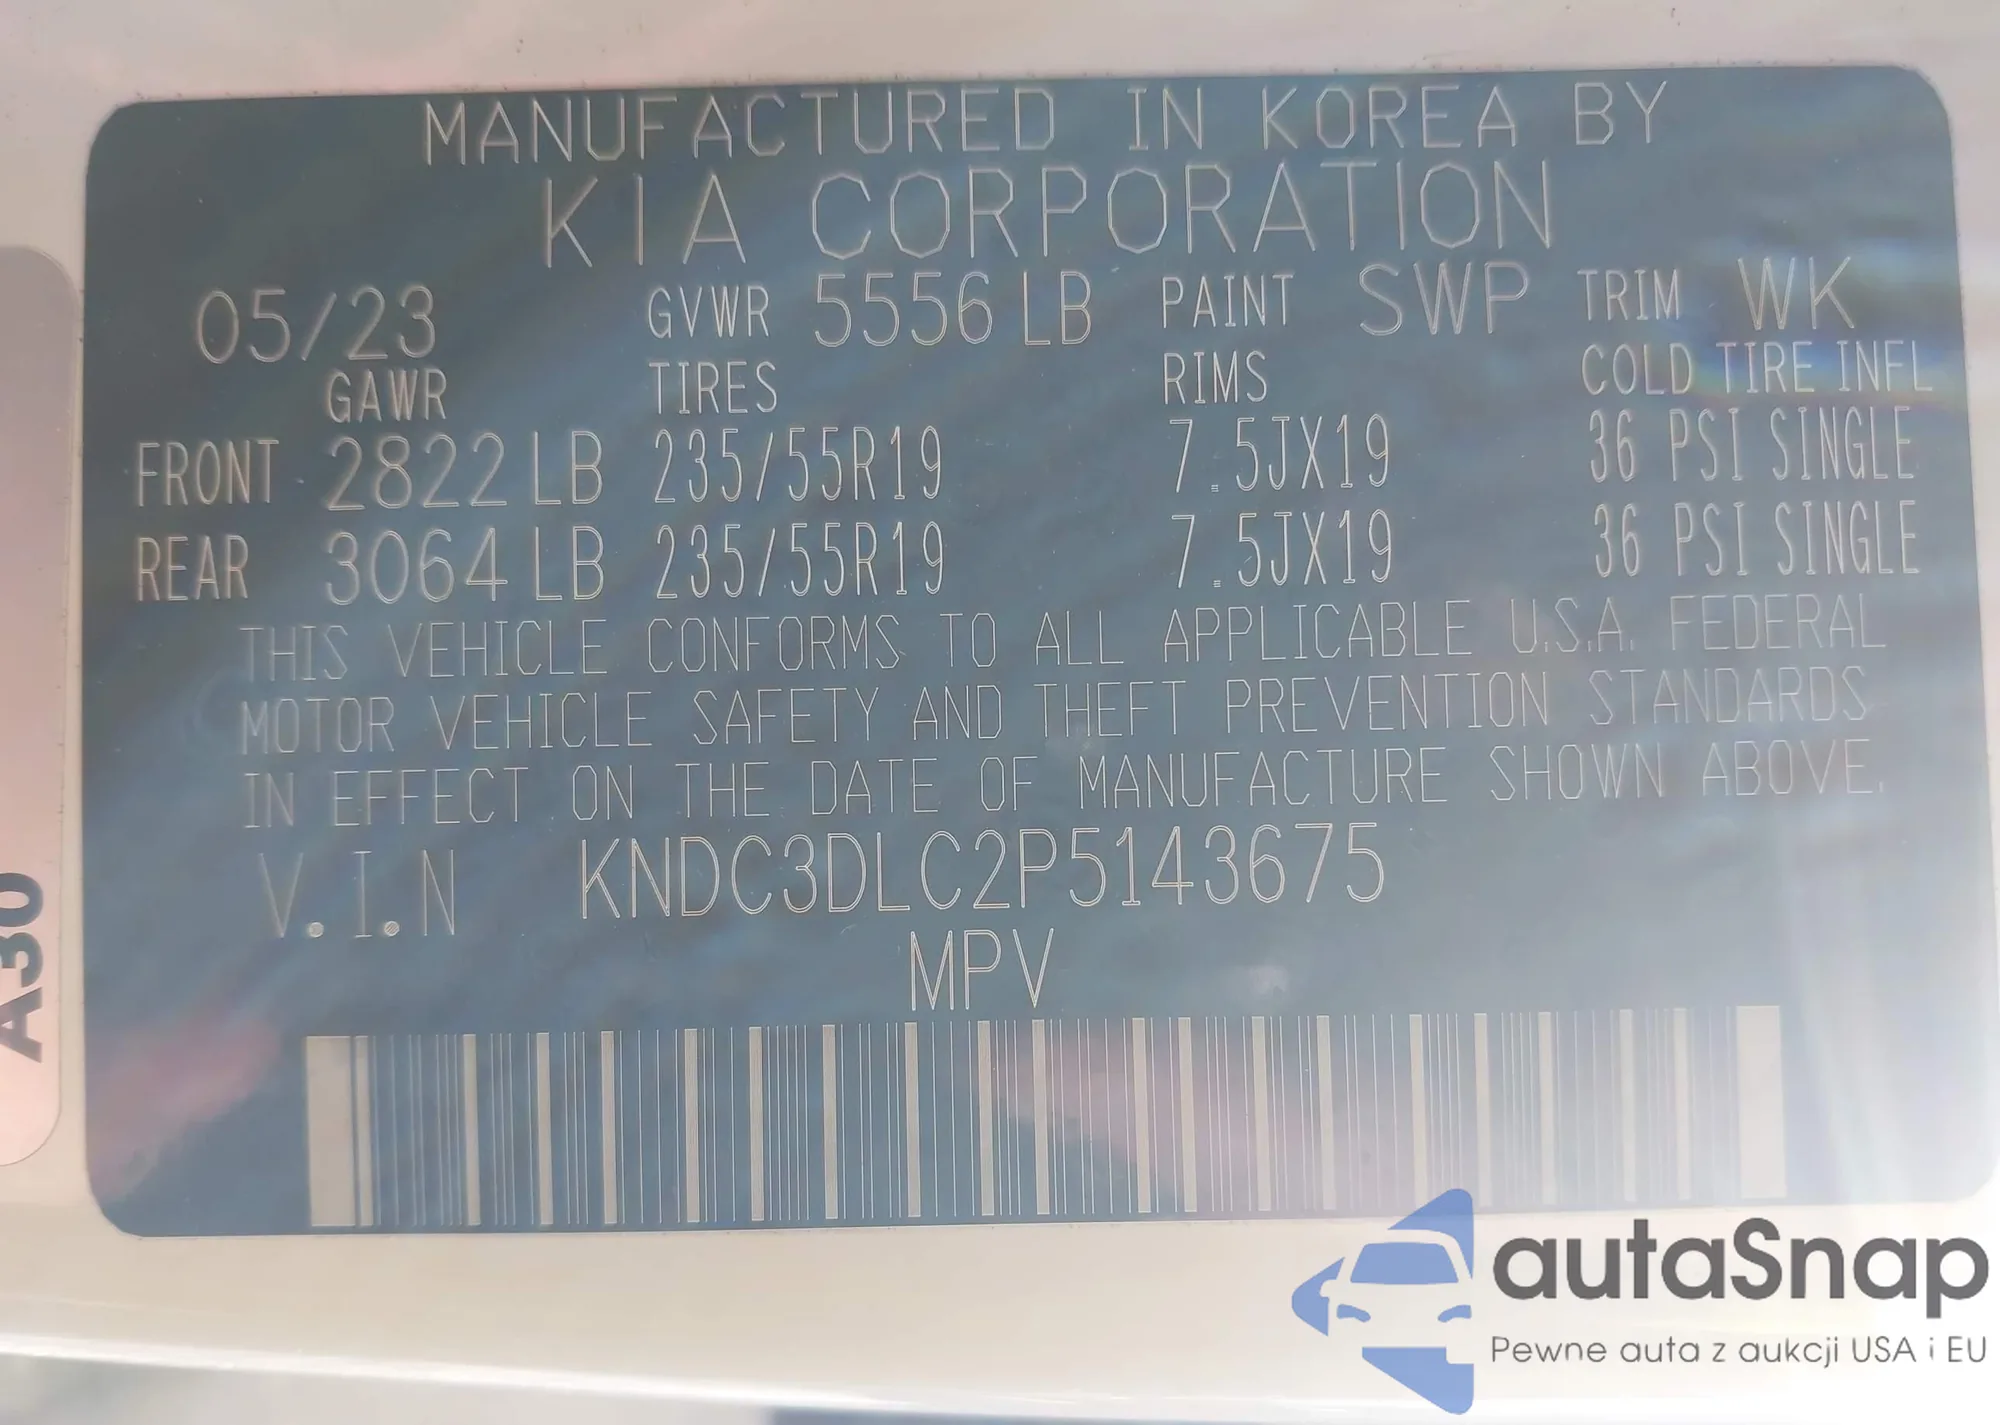 MANUFACTURED IN KOREA BY
KIA CORPORATION
05/23 GVWR 5556 LB PAINT SWP TRIM WK
GAWR TIRES RIMS COLD TIRE INFL
FRONT 2822 LB 235/55R19 7.5JX19 36 PSI SINGLE
REAR 3064 LB 235/55R19 7.5JX19 36 PSI SINGLE
THIS VEHICLE CONFORMS TO ALL APPLICABLE U.S.A. FEDERAL
MOTOR VEHICLE SAFETY AND THEFT PREVENTION STANDARDS
IN EFFECT ON THE DATE OF MANUFACTURE SHOWN ABOVE.
V.I.N KNDC3DLC2P5143675
MPV
A30
autaSnap
Pewne auta z aukcji USA i EU